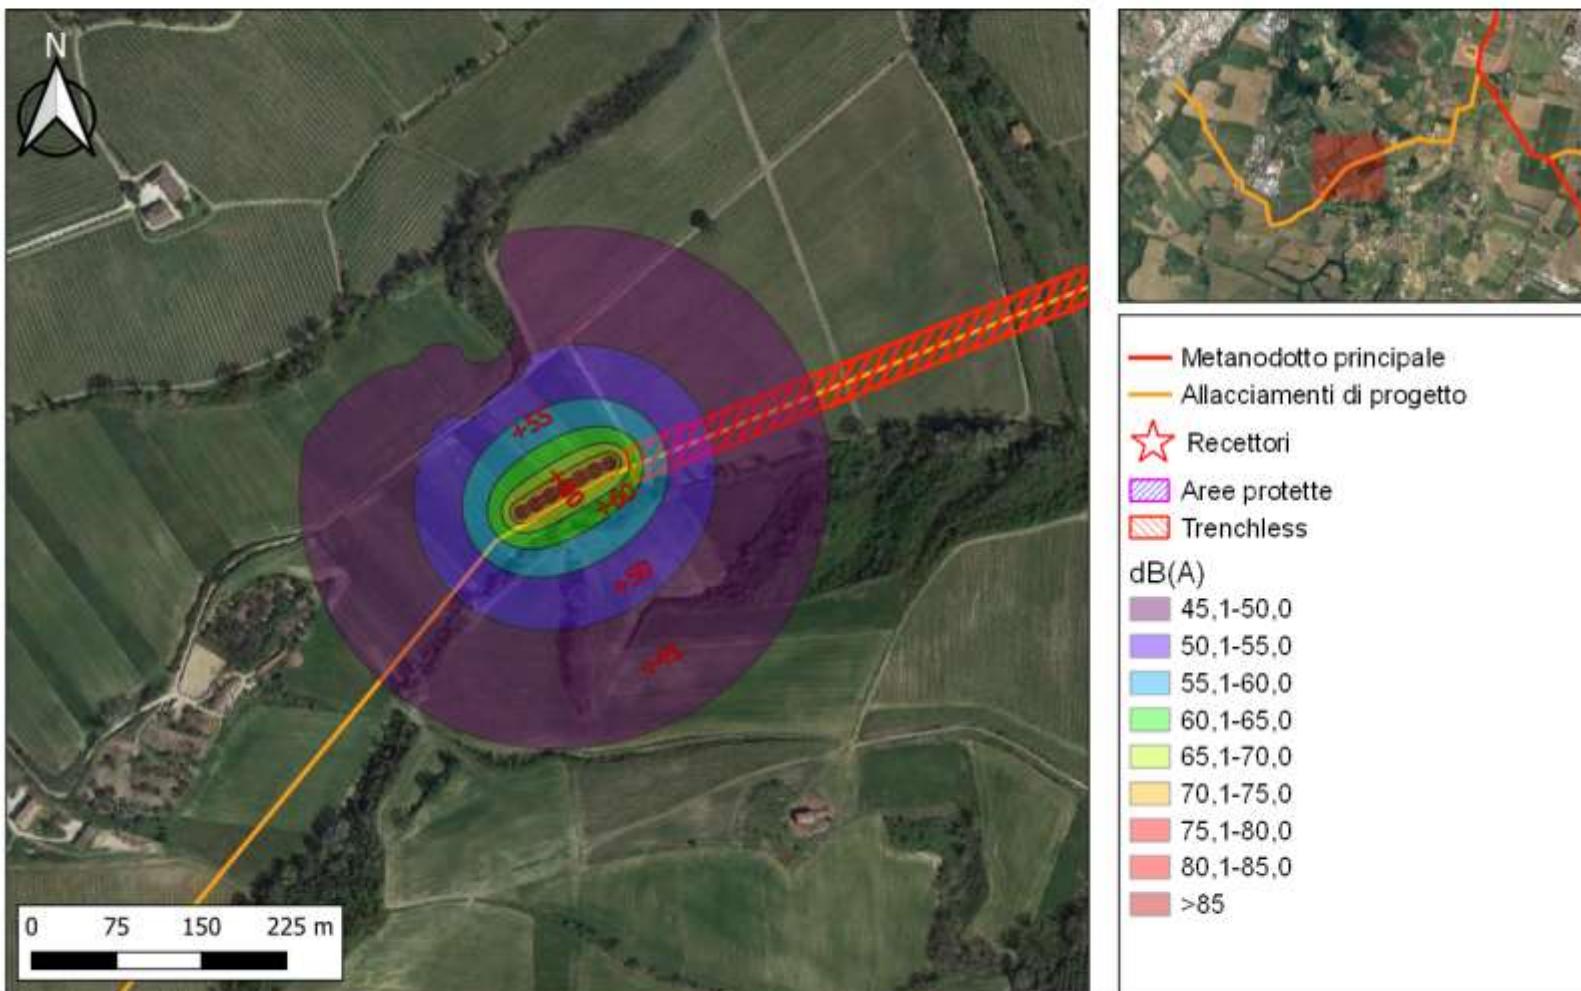 N
+55
+60
+50
+45
0 75 150 225 m
Metanodotto principale
Allacciamenti di progetto
Recettori
Aree protette
Trenchless
dB(A)
45,1-50,0
50,1-55,0
55,1-60,0
60,1-65,0
65,1-70,0
70,1-75,0
75,1-80,0
80,1-85,0
>85